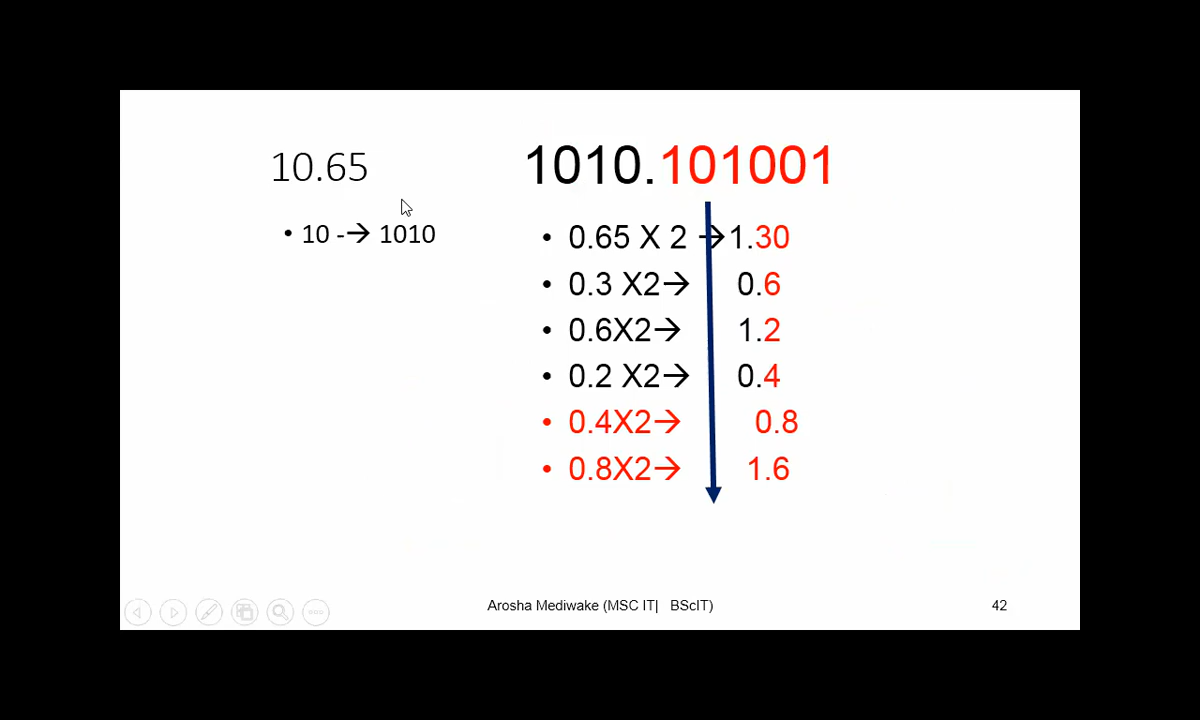 10.65
• 10 -→ 1010
1010.101001
• 0.65 X 2 →1.30
• 0.3 X2→ 0.6
• 0.6X2→ 1.2
• 0.2 X2→ 0.4
• 0.4X2→ 0.8
• 0.8X2→ 1.6
Arosha Mediwake (MSC IT| BScIT)
42